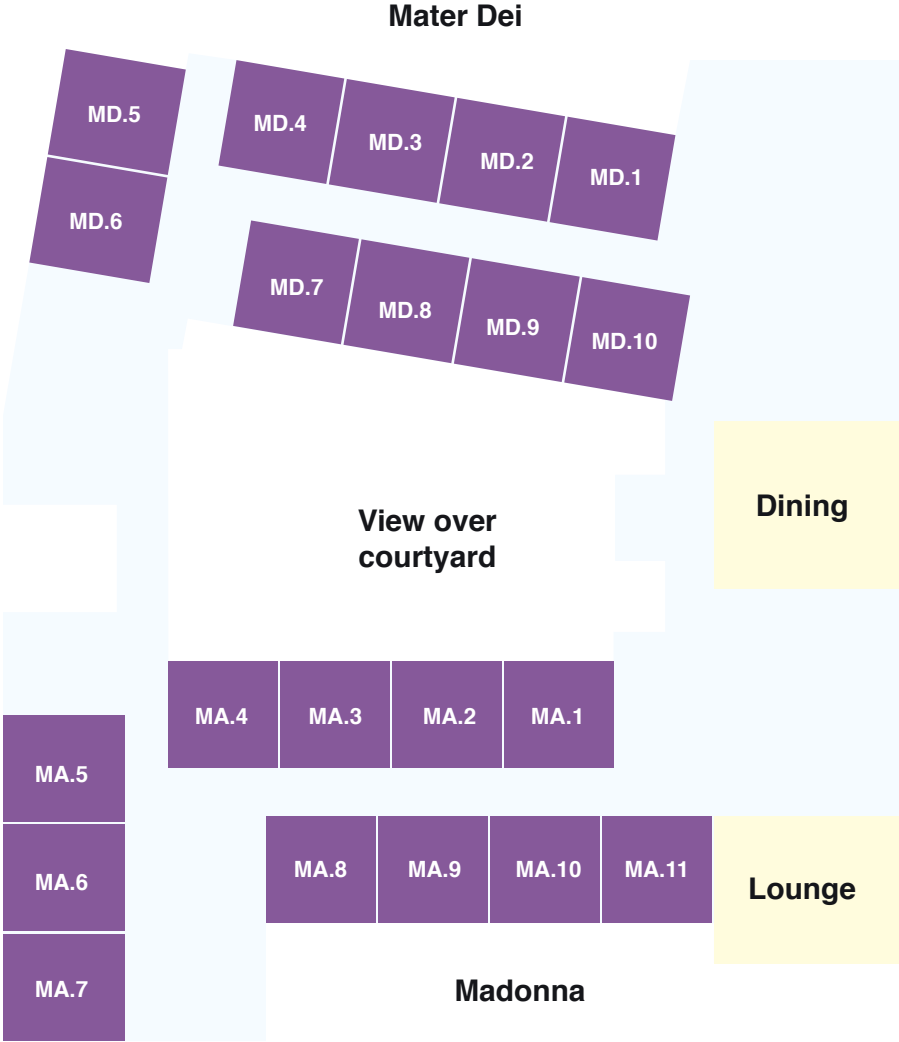 Mater Dei
MD.5
MD.4
MD.3
MD.2
MD.1
MD.6
MD.7
MD.8
MD.9
MD.10
Dining
View over
courtyard
MA.4
MA.3
MA.2
MA.1
MA.5
MA.6
MA.8
MA.9
MA.10
MA.11
Lounge
MA.7
Madonna